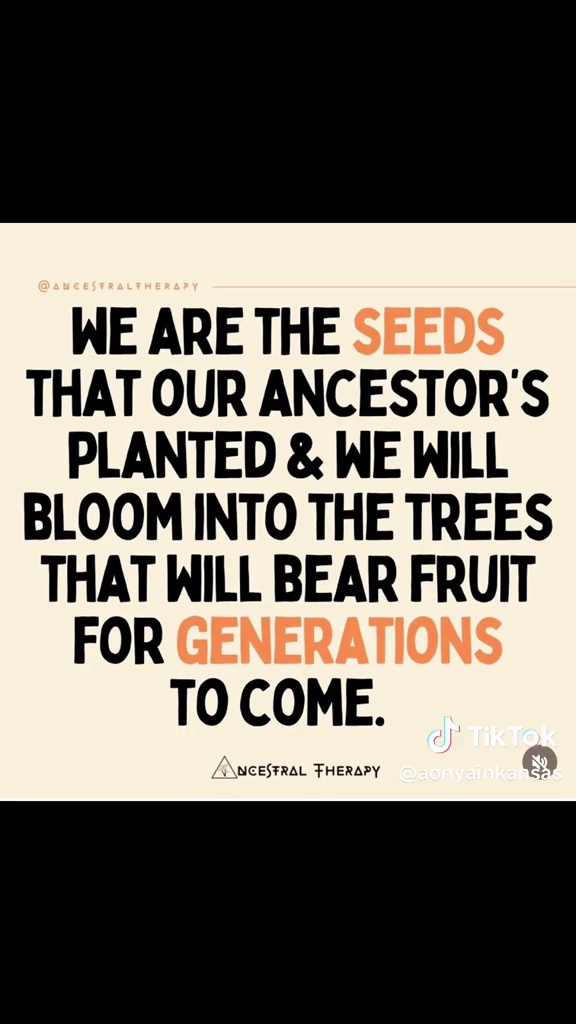 @ANCESTRALTHERAPY
WE ARE THE SEEDS
THAT OUR ANCESTOR'S
PLANTED & WE WILL
BLOOM INTO THE TREES
THAT WILL BEAR FRUIT
FOR GENERATIONS
TO COME.
TikTok
ANCESTRAL THERAPY
@aonyainkansas